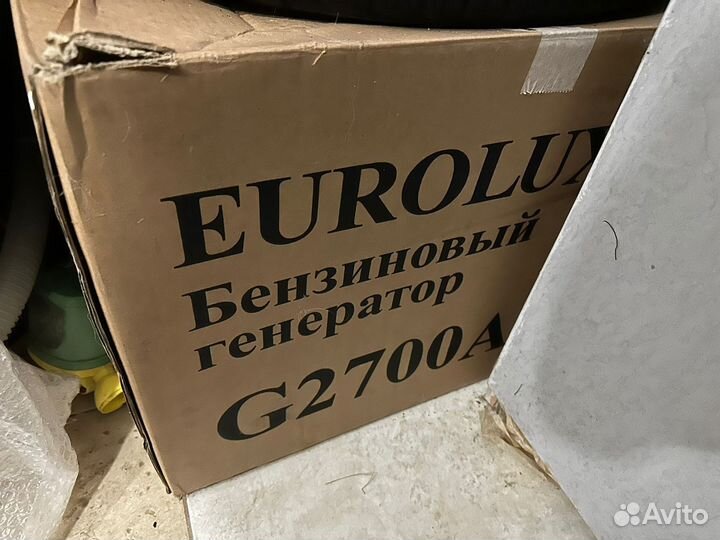 EUROLUX
Бензиновый
генератор
G2700A
Avito